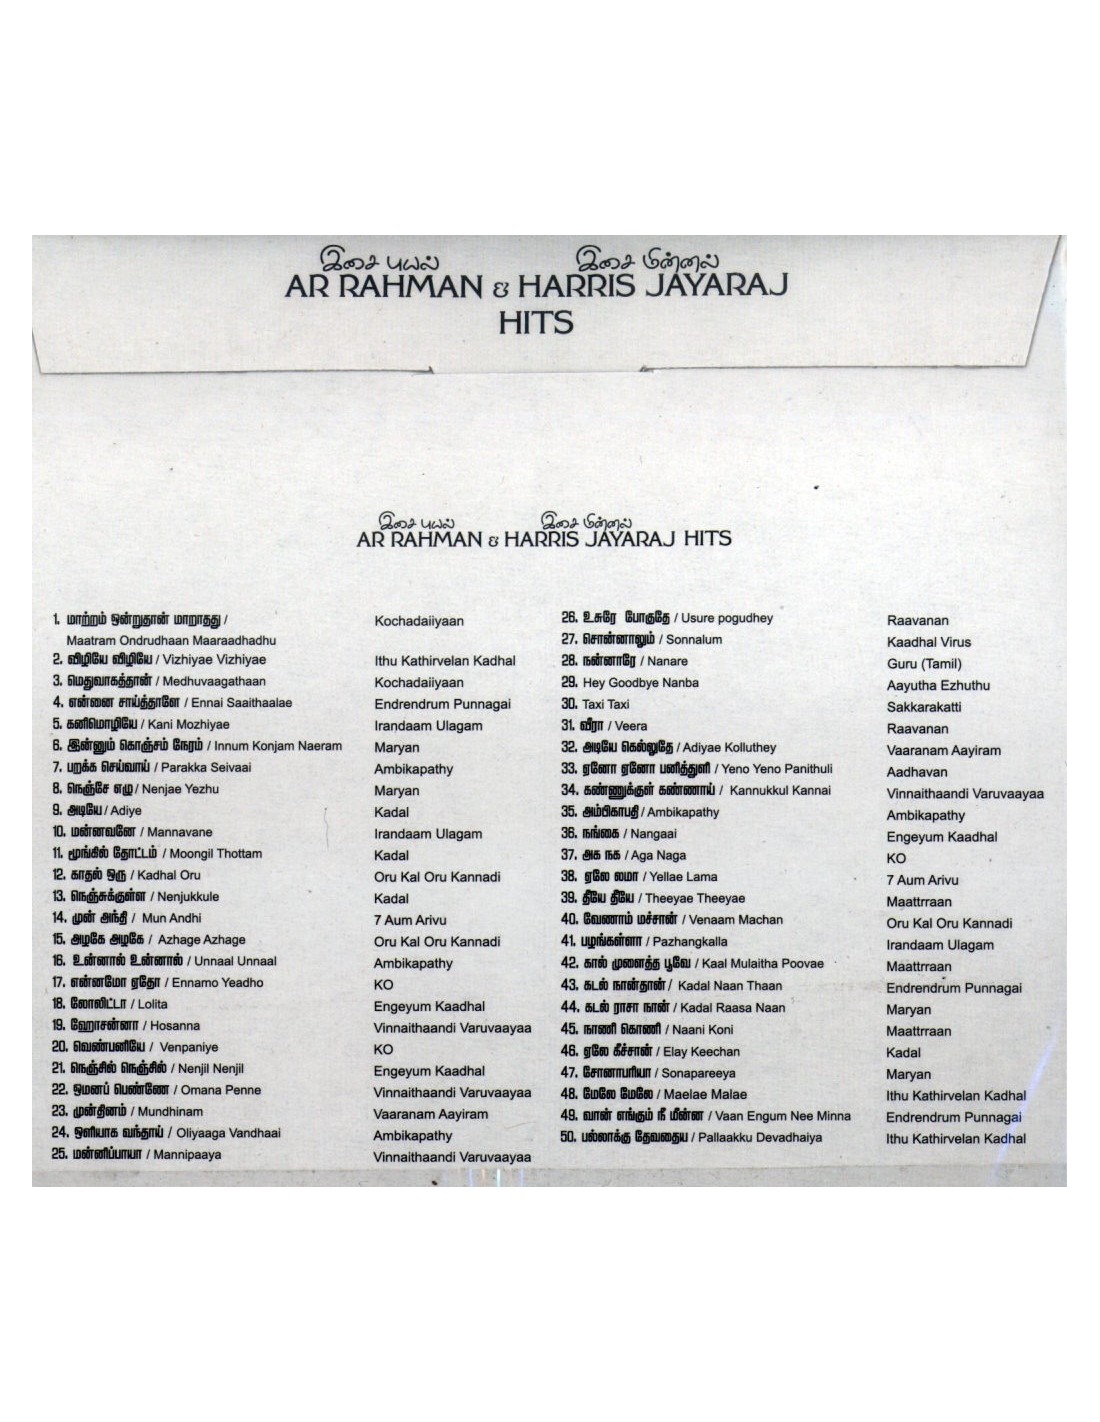 இசை புயல் இசை மின்னல்
AR RAHMAN & HARRIS JAYARAJ
HITS
இசை புயல் இசை மின்னல்
AR RAHMAN & HARRIS JAYARAJ HITS
1. மாற்றம் ஒன்றுதான் மாறாதது / Kochadaiiyaan
Maatram Ondrudhaan Maaraadhadhu
2. விழியே விழியே / Vizhiyae Vizhiyae Ithu Kathirvelan Kadhal
3. மெதுவாகத்தான் / Medhuvaagathaan Kochadaiiyaan
4. என்னை சாய்த்தாளே / Ennai Saaithaalae Endrendrum Punnagai
5. கனிமொழியே / Kani Mozhiyae Irandaam Ulagam
6. இன்னும் கொஞ்சம் நேரம் / Innum Konjam Naeram Maryan
7. பறக்க செய்வாய் / Parakka Seivaai Ambikapathy
8. நெஞ்சே எழு / Nenjae Yezhu Maryan
9. அடியே / Adiye Kadal
10. மன்னவனே / Mannavane Irandaam Ulagam
11. மூங்கில் தோட்டம் / Moongil Thottam Kadal
12. காதல் ஒரு / Kadhal Oru Oru Kal Oru Kannadi
13. நெஞ்சுக்குள்ள / Nenjukkule Kadal
14. முன் அந்தி / Mun Andhi 7 Aum Arivu
15. அழகே அழகே / Azhage Azhage Oru Kal Oru Kannadi
16. உன்னால் உன்னால் / Unnaal Unnaal Ambikapathy
17. என்னமோ ஏதோ / Ennamo Yeadho KO
18. லோலிட்டா / Lolita Engeyum Kaadhal
19. ஹோசன்னா / Hosanna Vinnaithaandi Varuvaayaa
20. வெண்பனியே / Venpaniye KO
21. நெஞ்சில் நெஞ்சில் / Nenjil Nenjil Engeyum Kaadhal
22. ஒமனப் பெண்ணே / Omana Penne Vinnaithaandi Varuvaayaa
23. முன்தினம் / Mundhinam Vaaranam Aayiram
24. ஒளியாக வந்தாய் / Oliyaaga Vandhaai Ambikapathy
25. மன்னிப்பாயா / Mannipaaya Vinnaithaandi Varuvaayaa
26. உசுரே போகுதே / Usure pogudhey Raavanan
27. சொன்னாலும் / Sonnalum Kaadhal Virus
28. நன்னாரே / Nanare Guru (Tamil)
29. Hey Goodbye Nanba Aayutha Ezhuthu
30. Taxi Taxi Sakkarakatti
31. வீரா / Veera Raavanan
32. அடியே கொல்லுதே / Adiyae Kolluthey Vaaranam Aayiram
33. ஏனோ ஏனோ பனித்துளி / Yeno Yeno Panithuli Aadhavan
34. கண்ணுக்குள் கண்ணாய் / Kannukkul Kannai Vinnaithaandi Varuvaayaa
35. அம்பிகாபதி / Ambikapathy Ambikapathy
36. நங்கை / Nangaai Engeyum Kaadhal
37. அக நக / Aga Naga KO
38. ஏலே லமா / Yellae Lama 7 Aum Arivu
39. தீயே தீயே / Theeyae Theeyae Maattrraan
40. வேணாம் மச்சான் / Venaam Machan Oru Kal Oru Kannadi
41. பழங்கள்ளா / Pazhangkalla Irandaam Ulagam
42. கால் முளைத்த பூவே / Kaal Mulaitha Poovae Maattrraan
43. கடல் நான்தான் / Kadal Naan Thaan Endrendrum Punnagai
44. கடல் ராசா நான் / Kadal Raasa Naan Maryan
45. நாணி கொணி / Naani Koni Maattrraan
46. ஏலே கீச்சான் / Elay Keechan Kadal
47. சோனாபரியா / Sonapareeya Maryan
48. மேலே மேலே / Maelae Malae Ithu Kathirvelan Kadhal
49. வான் எங்கும் நீ மின்ன / Vaan Engum Nee Minna Endrendrum Punnagai
50. பல்லாக்கு தேவதைய / Pallaakku Devadhaiya Ithu Kathirvelan Kadhal